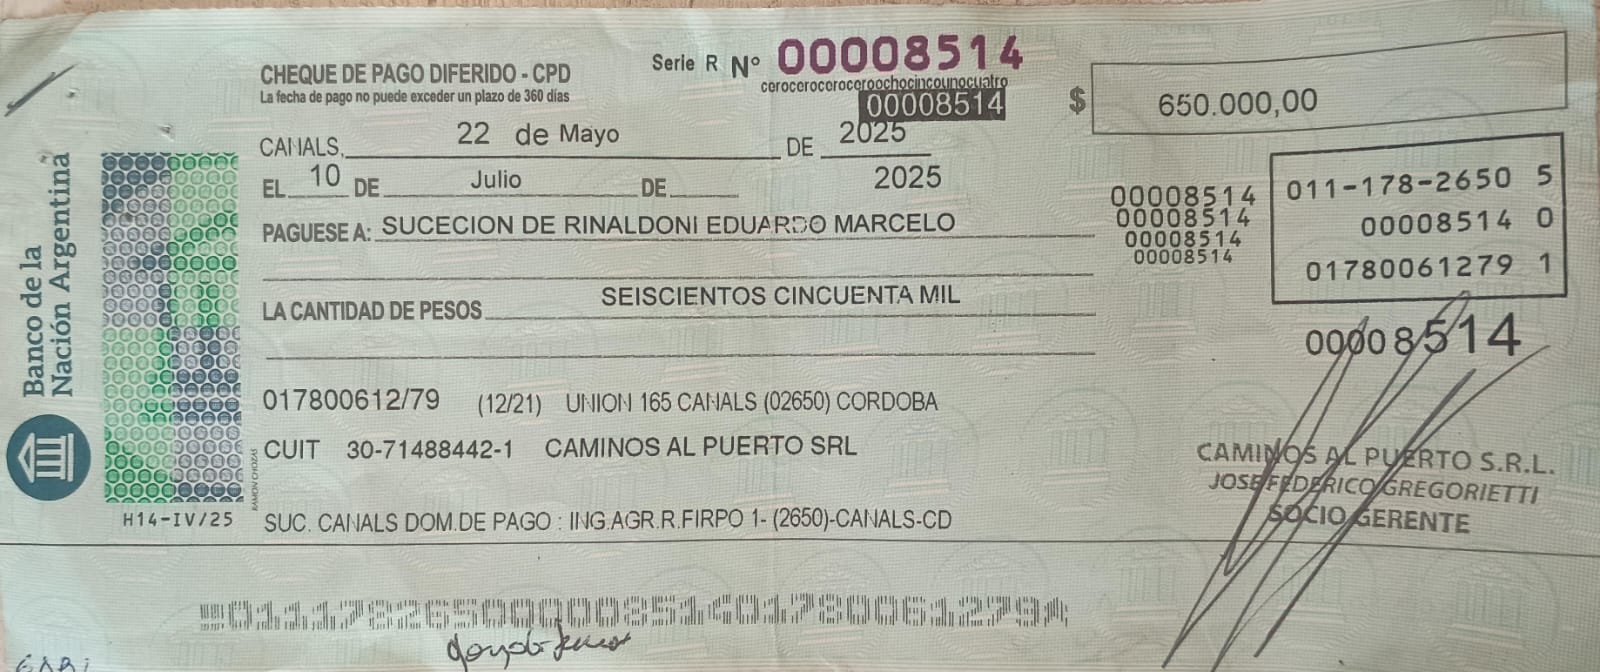 Banco de la
Nación Argentina
CHEQUE DE PAGO DIFERIDO - CPD
La fecha de pago no puede exceder un plazo de 360 días
Serie R Nº 00008514
ceroceroceroceroochocincounocuatro
00008514
$ 650.000,00
CANALS, 22 de Mayo DE 2025
EL 10 DE Julio DE 2025
PAGUESE A: SUCECION DE RINALDONI EDUARDO MARCELO
LA CANTIDAD DE PESOS SEISCIENTOS CINCUENTA MIL
00008514
00008514
00008514
00008514
011-178-2650 5
00008514 0
01780061279 1
00008514
017800612/79 (12/21) UNION 165 CANALS (02650) CORDOBA
CUIT 30-71488442-1 CAMINOS AL PUERTO SRL
SUC. CANALS DOM.DE PAGO : ING.AGR.R.FIRPO 1- (2650)-CANALS-CD
CAMINOS AL PUERTO S.R.L.
JOSE FEDERICO GREGORIETTI
SOCIO GERENTE
RAMON CHOZAS
H14-IV/25